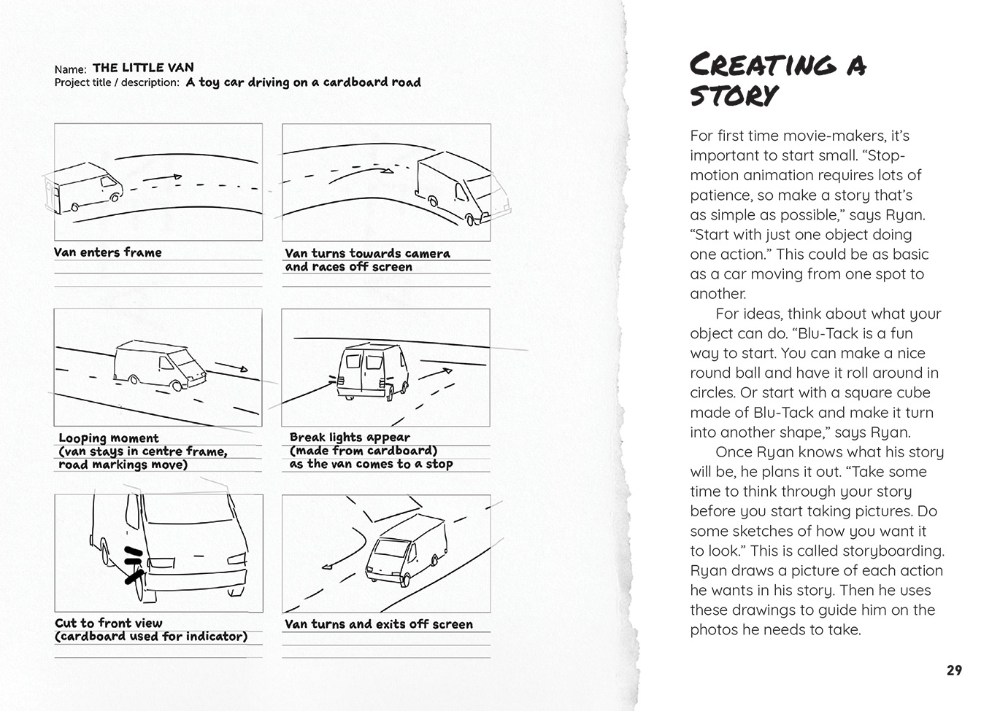 Name: THE LITTLE VAN
Project title / description: A toy car driving on a cardboard road
Van enters frame
Van turns towards camera
and races off screen
Looping moment
(van stays in centre frame,
road markings move)
Break lights appear
(made from cardboard)
as the van comes to a stop
Cut to front view
(cardboard used for indicator)
Van turns and exits off screen
CREATING A
STORY
For first time movie-makers, it’s
important to start small. “Stop-
motion animation requires lots of
patience, so make a story that’s
as simple as possible,” says Ryan.
“Start with just one object doing
one action.” This could be as basic
as a car moving from one spot to
another.
For ideas, think about what your
object can do. “Blu-Tack is a fun
way to start. You can make a nice
round ball and have it roll around in
circles. Or start with a square cube
made of Blu-Tack and make it turn
into another shape,” says Ryan.
Once Ryan knows what his story
will be, he plans it out. “Take some
time to think through your story
before you start taking pictures. Do
some sketches of how you want it
to look.” This is called storyboarding.
Ryan draws a picture of each action
he wants in his story. Then he uses
these drawings to guide him on the
photos he needs to take.
29